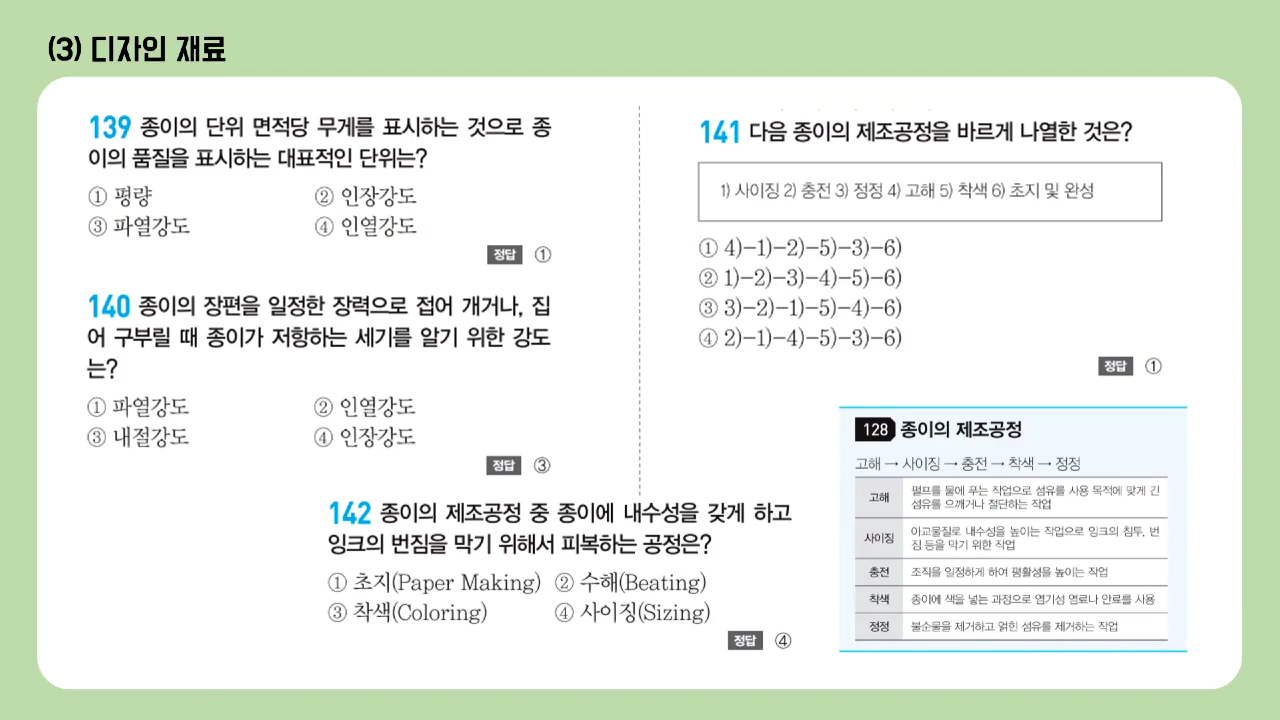 (3) 디자인 재료
139 종이의 단위 면적당 무게를 표시하는 것으로 종
이의 품질을 표시하는 대표적인 단위는?
① 평량 ② 인장강도
③ 파열강도 ④ 인열강도
정답 ①
140 종이의 장편을 일정한 장력으로 접어 개거나, 집
어 구부릴 때 종이가 저항하는 세기를 알기 위한 강도
는?
① 파열강도 ② 인열강도
③ 내절강도 ④ 인장강도
정답 ③
141 다음 종이의 제조공정을 바르게 나열한 것은?
1) 사이징 2) 충전 3) 정정 4) 고해 5) 착색 6) 초지 및 완성
① 4)-1)-2)-5)-3)-6)
② 1)-2)-3)-4)-5)-6)
③ 3)-2)-1)-5)-4)-6)
④ 2)-1)-4)-5)-3)-6)
정답 ①
142 종이의 제조공정 중 종이에 내수성을 갖게 하고
잉크의 번짐을 막기 위해서 피복하는 공정은?
① 초지(Paper Making) ② 수해(Beating)
③ 착색(Coloring) ④ 사이징(Sizing)
정답 ④
128 종이의 제조공정
고해 → 사이징 → 충전 → 착색 → 정정
고해 펄프를 물에 푸는 작업으로 섬유를 사용 목적에 맞게 긴
섬유를 으깨거나 절단하는 작업
사이징 아교물질로 내수성을 높이는 작업으로 잉크의 침투, 번
짐 등을 막기 위한 작업
충전 조직을 일정하게 하여 평활성을 높이는 작업
착색 종이에 색을 넣는 과정으로 염기성 염료나 안료를 사용
정정 불순물을 제거하고 얽힌 섬유를 제거하는 작업